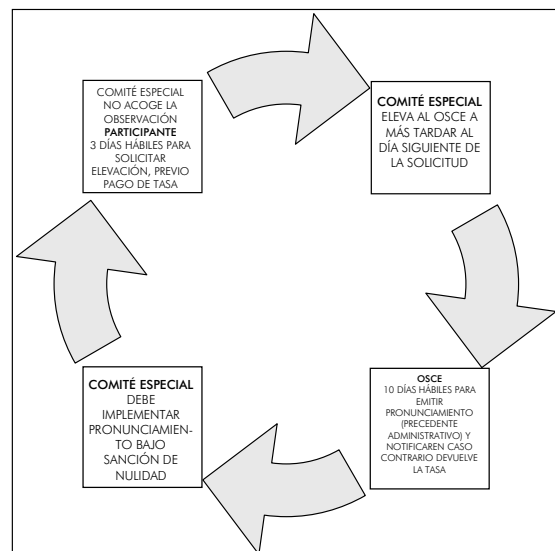 COMITÉ ESPECIAL
NO ACOGE LA
OBSERVACIÓN
PARTICIPANTE
3 DÍAS HÁBILES PARA
SOLICITAR
ELEVACIÓN, PREVIO
PAGO DE TASA
COMITÉ ESPECIAL
ELEVA AL OSCE A
MÁS TARDAR AL
DÍA SIGUIENTE DE
LA SOLICITUD
OSCE
10 DÍAS HÁBILES PARA
EMITIR
PRONUNCIAMIENTO
(PRECEDENTE
ADMINISTRATIVO) Y
NOTIFICAREN CASO
CONTRARIO DEVUELVE
LA TASA
COMITÉ ESPECIAL
DEBE
IMPLEMENTAR
PRONUNCIAMIEN-
TO BAJO
SANCIÓN DE
NULIDAD